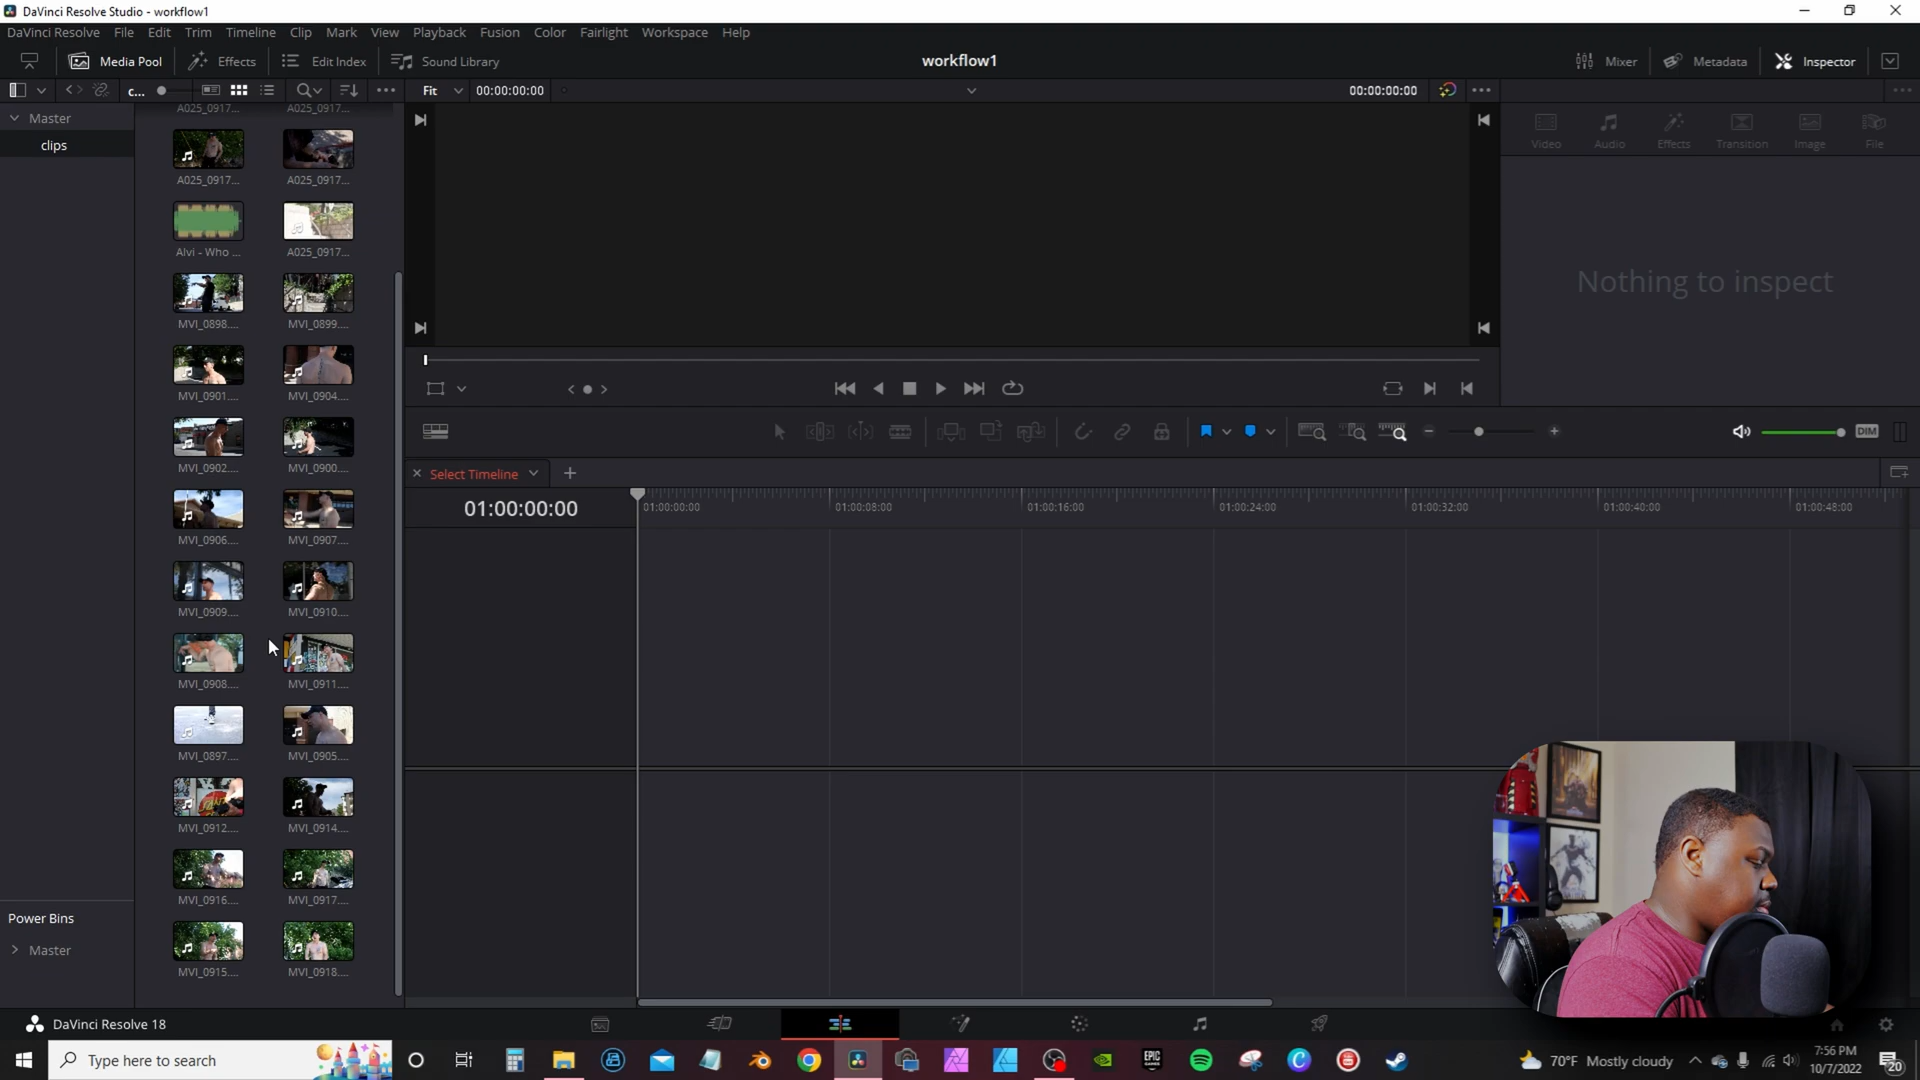 DaVinci Resolve Studio - workflow1
DaVinci Resolve File Edit Trim Timeline Clip Mark View Playback Fusion Color Fairlight Workspace Help
Media Pool Effects Edit Index Sound Library workflow1 Mixer Metadata Inspector
c... Fit 00:00:00:00 00:00:00:00
Master
clips
A025_0917... A025_0917...
A025_0917... A025_0917...
Alvi - Who ... A025_0917...
MVI_0898.... MVI_0899....
MVI_0901.... MVI_0904....
MVI_0902.... MVI_0900....
MVI_0906.... MVI_0907....
MVI_0909.... MVI_0910....
MVI_0908.... MVI_0911....
MVI_0897.... MVI_0905....
MVI_0912.... MVI_0914....
MVI_0916.... MVI_0917....
MVI_0915.... MVI_0918....
Power Bins
Master
Video Audio Effects Transition Image File
Nothing to inspect
DIM
Select Timeline
01:00:00:00
01:00:00:00 01:00:08:00 01:00:16:00 01:00:24:00 01:00:32:00 01:00:40:00 01:00:48:00
DaVinci Resolve 18
Type here to search
EPIC GAMES
70°F Mostly cloudy
7:56 PM
10/7/2022
20